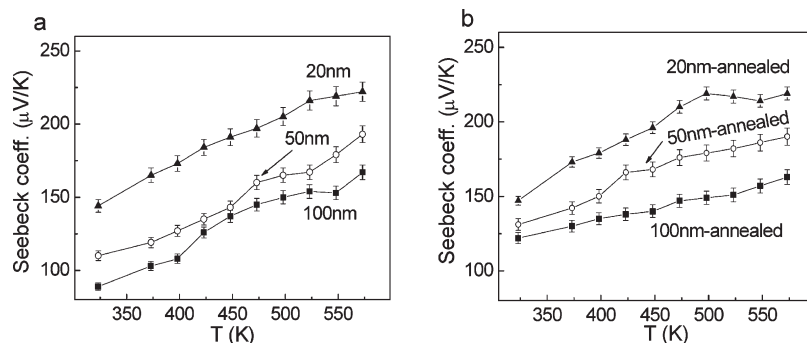 a
Seebeck coeff. (μV/K)
250
200
150
100
20nm
50nm
100nm
350 400 450 500 550
T (K)
b
Seebeck coeff. (μV/K)
250
200
150
100
20nm-annealed
50nm-annealed
100nm-annealed
350 400 450 500 550
T (K)